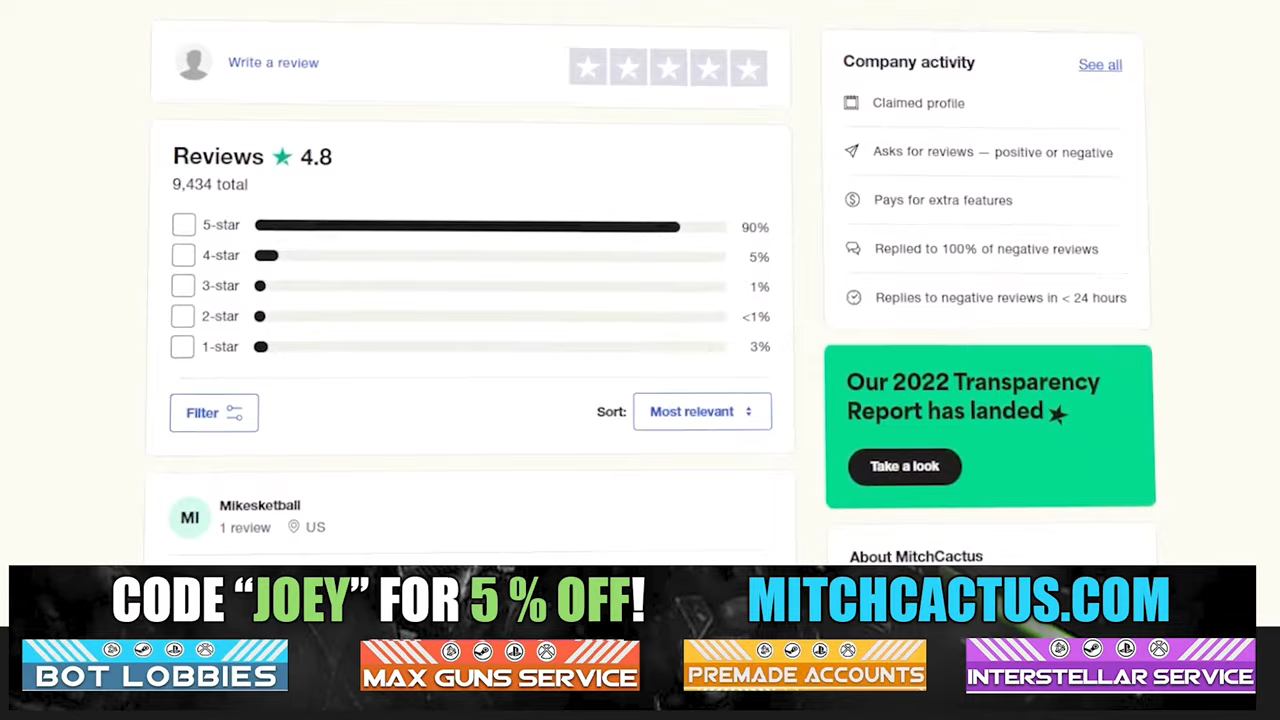 Write a review
Reviews ★ 4.8
9,434 total
5-star 90%
4-star 5%
3-star 1%
2-star <1%
1-star 3%
Filter
Sort: Most relevant
MI
Mikesketball
1 review US
Company activity See all
Claimed profile
Asks for reviews — positive or negative
Pays for extra features
Replied to 100% of negative reviews
Replies to negative reviews in < 24 hours
Our 2022 Transparency
Report has landed
Take a look
About MitchCactus
CODE “JOEY” FOR 5 % OFF! MITCHCACTUS.COM
BOT LOBBIES
MAX GUNS SERVICE
PREMADE ACCOUNTS
INTERSTELLAR SERVICE